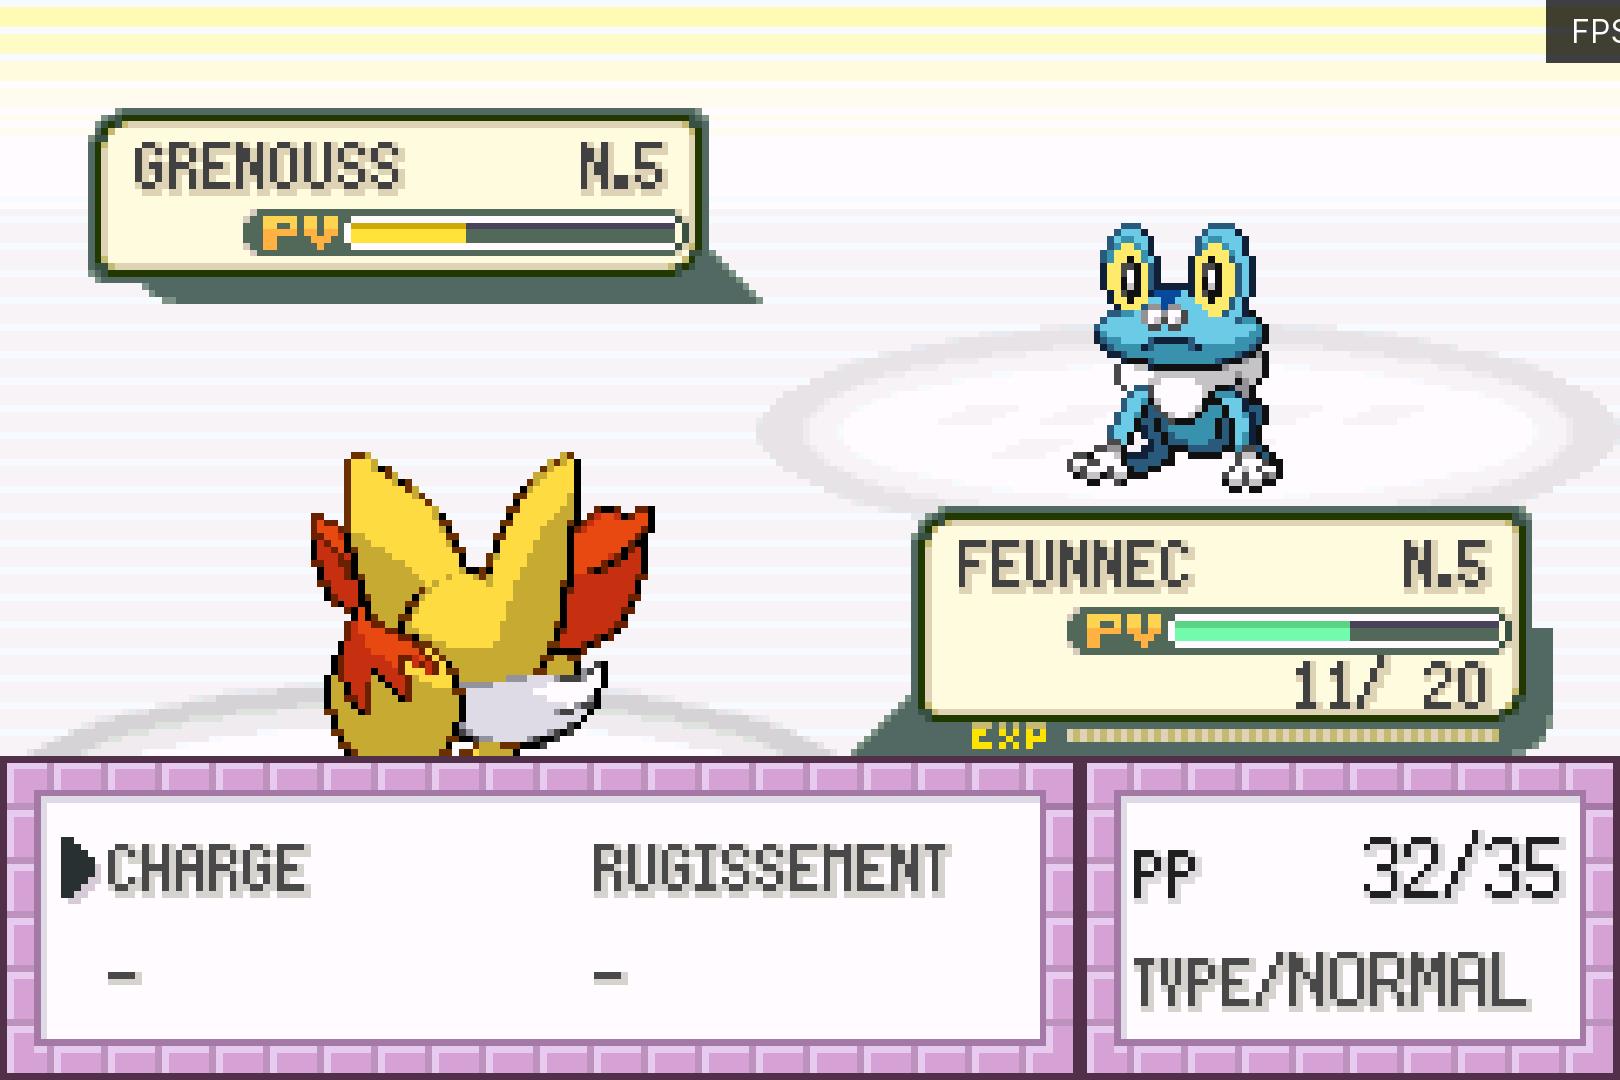 FPS
GRENOUSS N.5
PV
FEUNNEC N.5
PV
11/ 20
EXP
CHARGE RUGISSEMENT
- -
PP 32/35
TYPE/NORMAL